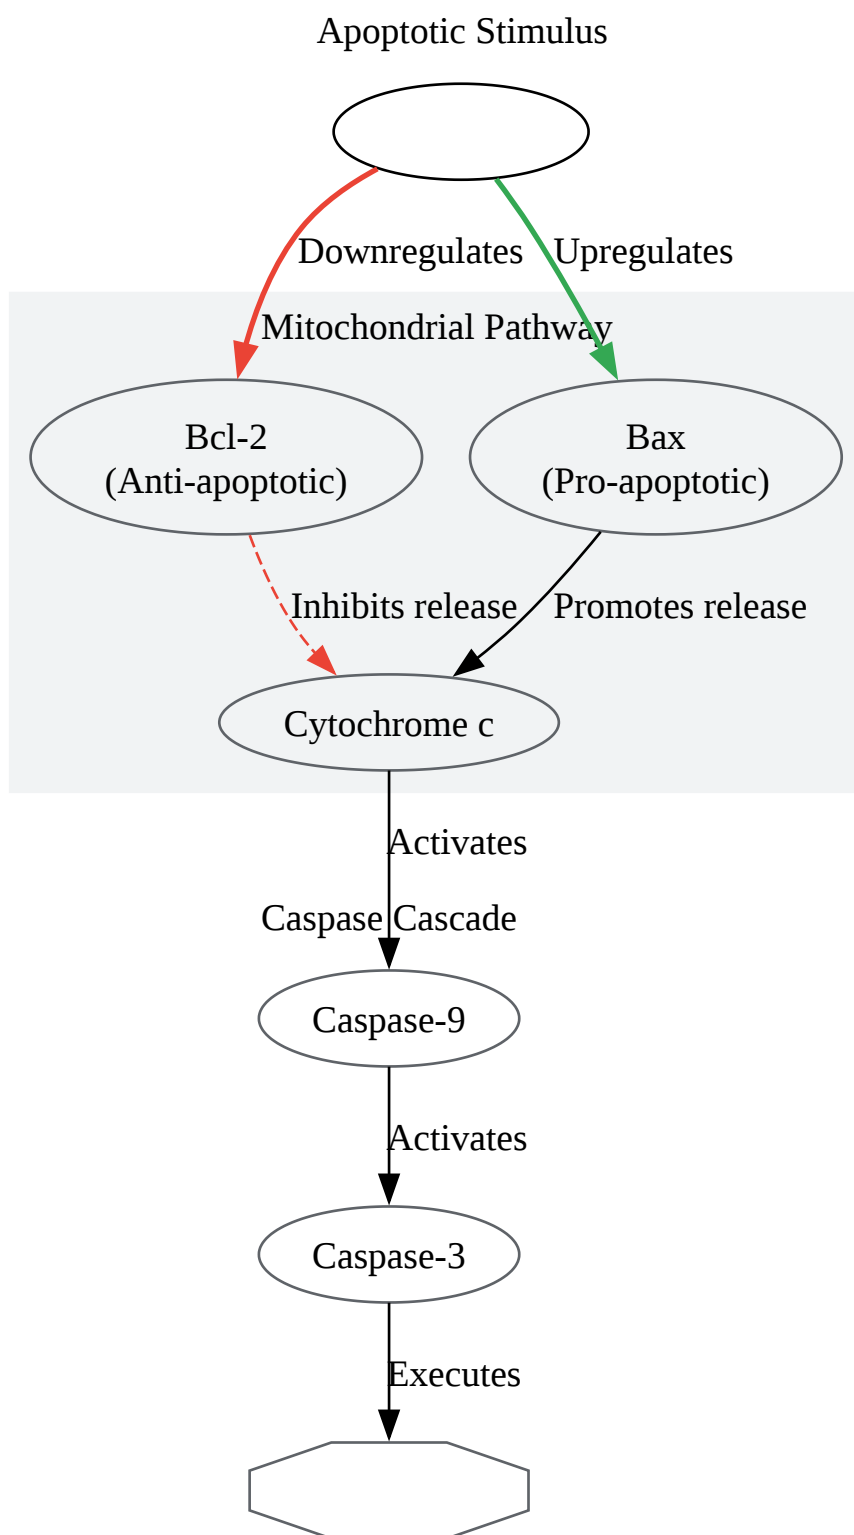 Apoptotic Stimulus
Downregulates
Upregulates
Mitochondrial Pathway
Bcl-2
(Anti-apoptotic)
Bax
(Pro-apoptotic)
Inhibits release
Promotes release
Cytochrome c
Activates
Caspase Cascade
Caspase-9
Activates
Caspase-3
Executes